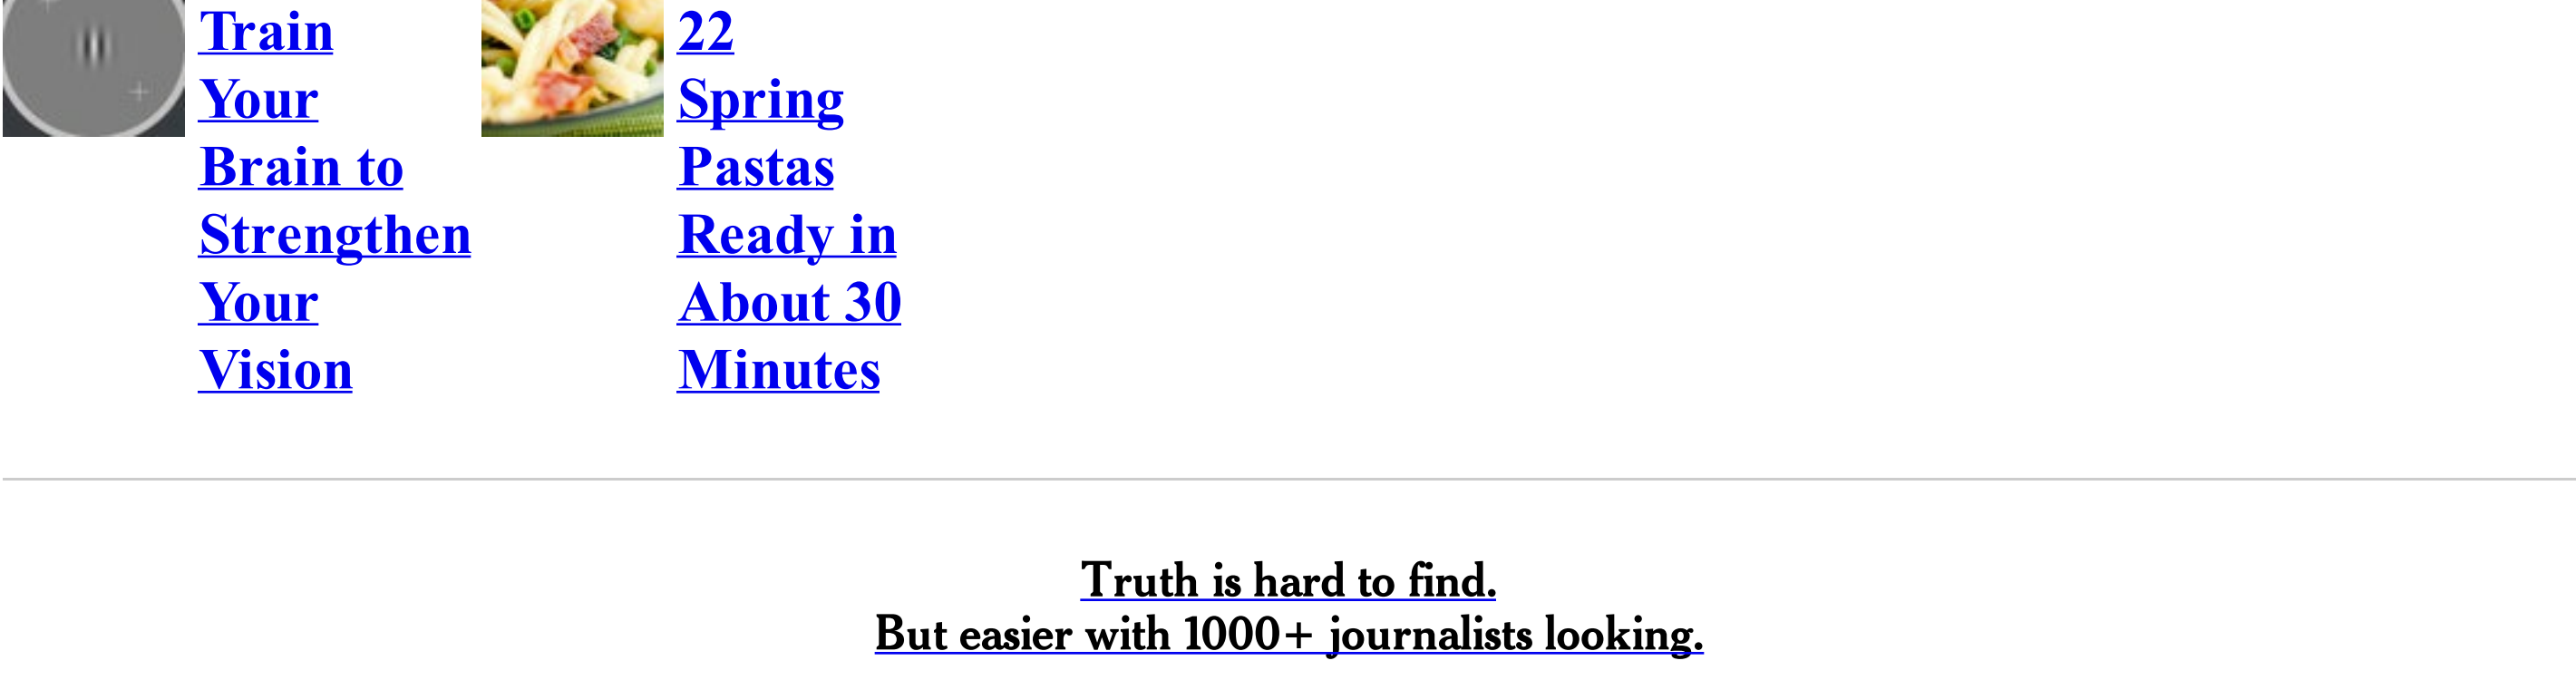 Train
Your
Brain to
Strengthen
Your
Vision
22
Spring
Pastas
Ready in
About 30
Minutes
Truth is hard to find.
But easier with 1000+ journalists looking.